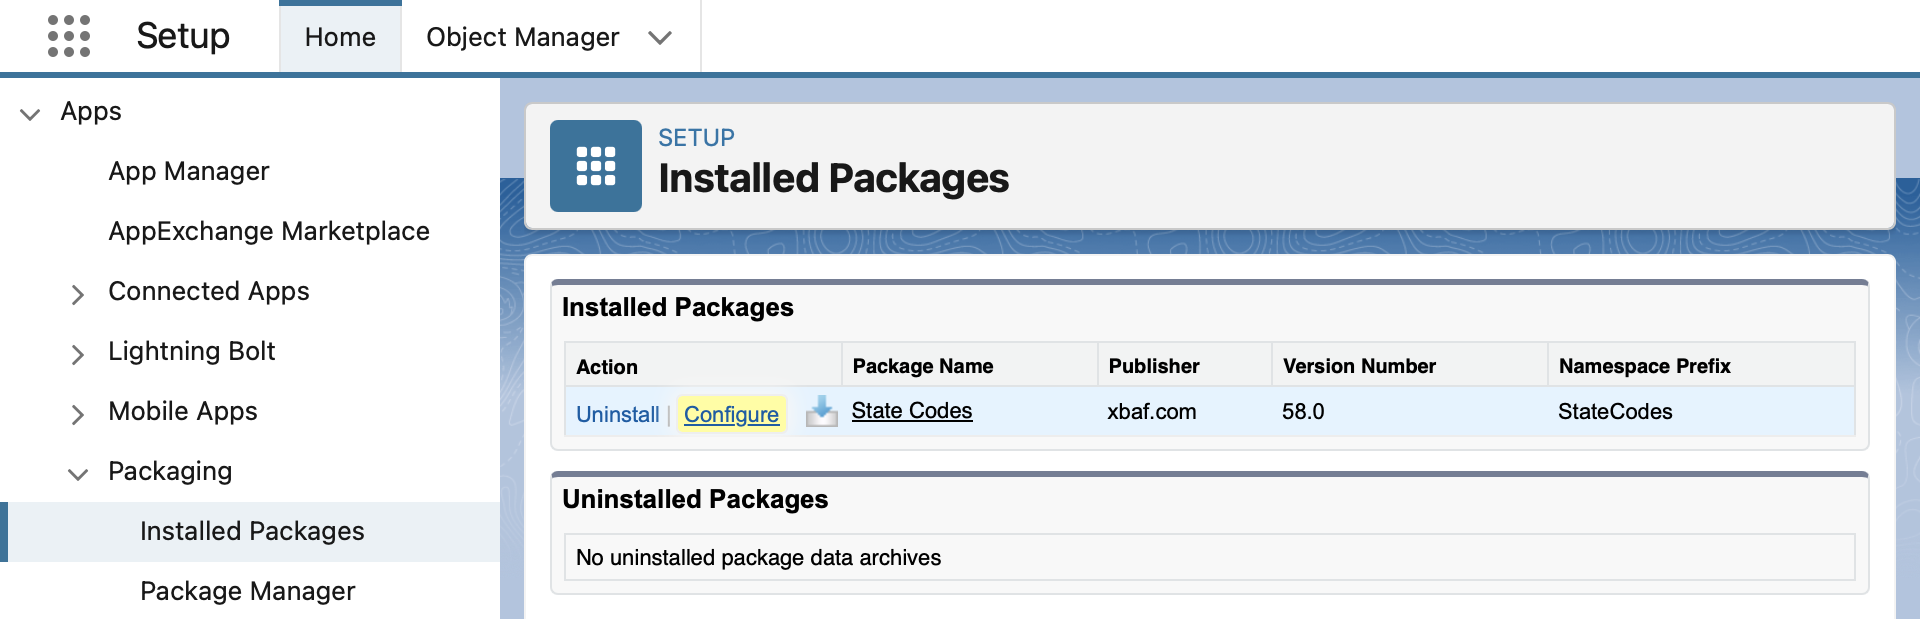 Setup Home Object Manager
Apps
App Manager
AppExchange Marketplace
Connected Apps
Lightning Bolt
Mobile Apps
Packaging
Installed Packages
Package Manager
SETUP
Installed Packages
Installed Packages
Action Package Name Publisher Version Number Namespace Prefix
Uninstall | Configure State Codes xbaf.com 58.0 StateCodes
Uninstalled Packages
No uninstalled package data archives